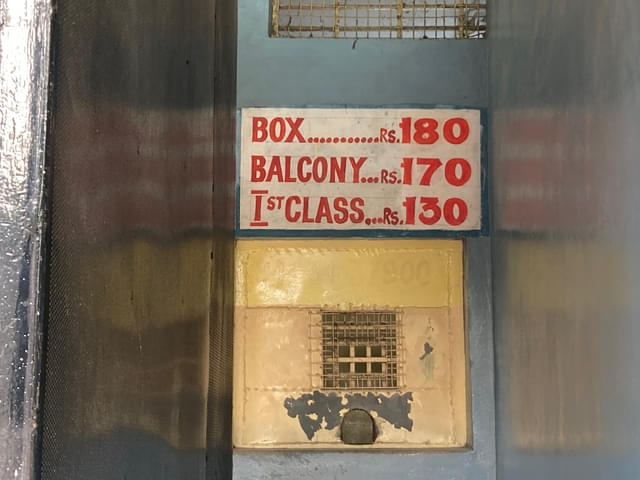 BOX............Rs.180
BALCONY...Rs.170
IST CLASS...Rs.130